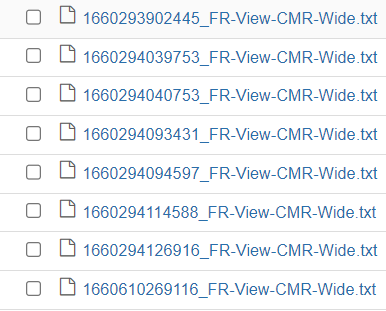 1660293902445_FR-View-CMR-Wide.txt
1660294039753_FR-View-CMR-Wide.txt
1660294040753_FR-View-CMR-Wide.txt
1660294093431_FR-View-CMR-Wide.txt
1660294094597_FR-View-CMR-Wide.txt
1660294114588_FR-View-CMR-Wide.txt
1660294126916_FR-View-CMR-Wide.txt
1660610269116_FR-View-CMR-Wide.txt